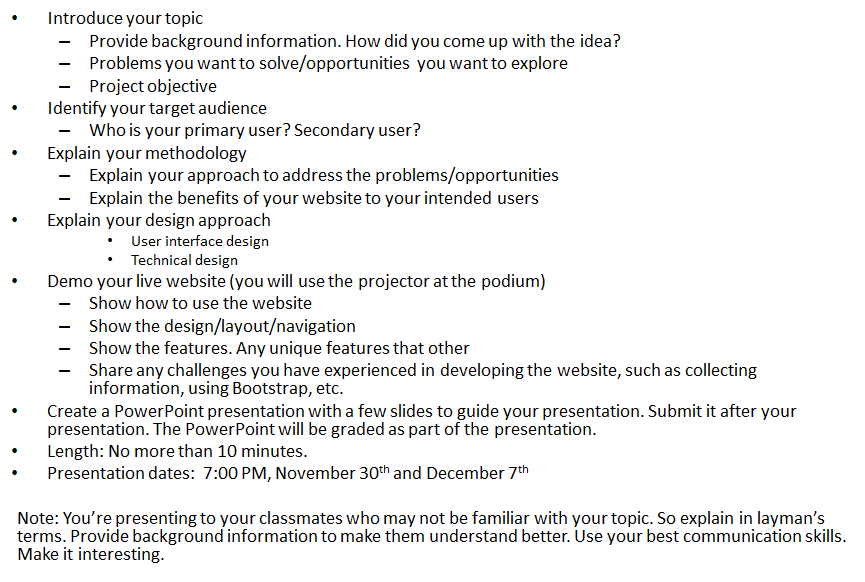 • Introduce your topic
– Provide background information. How did you come up with the idea?
– Problems you want to solve/opportunities you want to explore
– Project objective
• Identify your target audience
– Who is your primary user? Secondary user?
• Explain your methodology
– Explain your approach to address the problems/opportunities
– Explain the benefits of your website to your intended users
• Explain your design approach
• User interface design
• Technical design
• Demo your live website (you will use the projector at the podium)
– Show how to use the website
– Show the design/layout/navigation
– Show the features. Any unique features that other
– Share any challenges you have experienced in developing the website, such as collecting
information, using Bootstrap, etc.
• Create a PowerPoint presentation with a few slides to guide your presentation. Submit it after your
presentation. The PowerPoint will be graded as part of the presentation.
• Length: No more than 10 minutes.
• Presentation dates: 7:00 PM, November 30th and December 7th
Note: You’re presenting to your classmates who may not be familiar with your topic. So explain in layman’s
terms. Provide background information to make them understand better. Use your best communication skills.
Make it interesting.